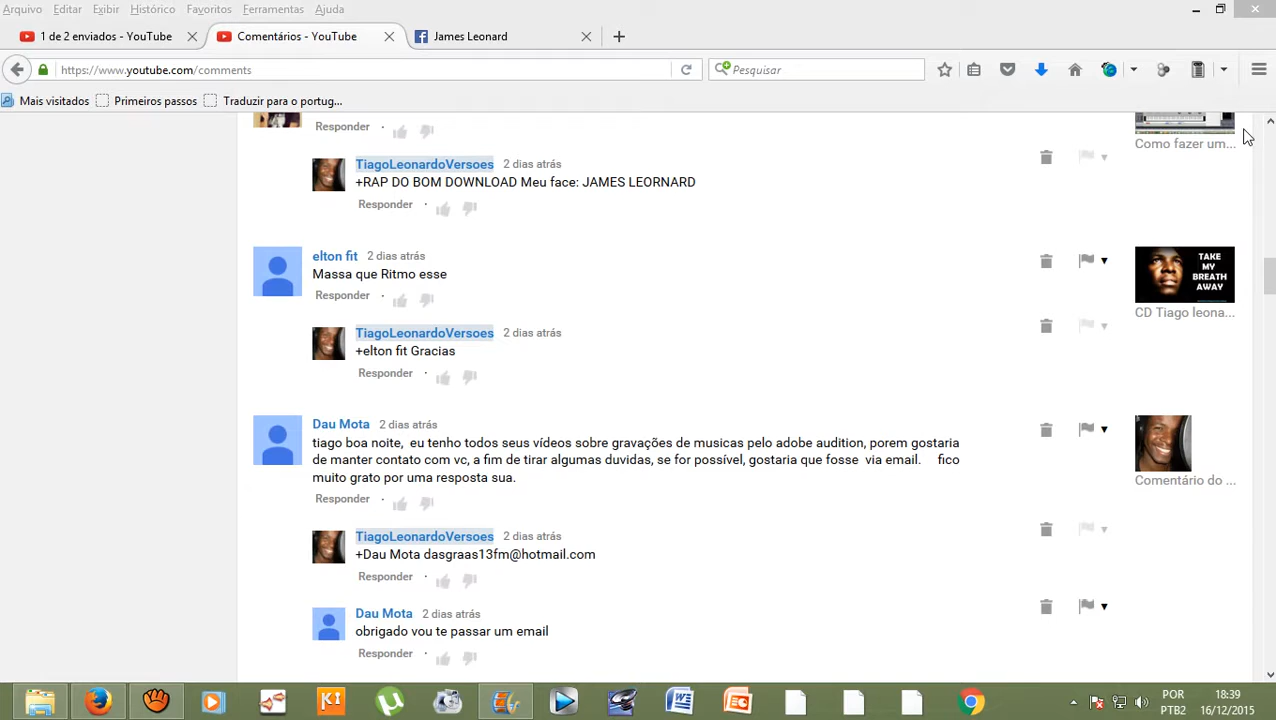 Arquivo Editar Exibir Histórico Favoritos Ferramentas Ajuda
1 de 2 enviados - YouTube Comentários - YouTube James Leonard
https://www.youtube.com/comments Pesquisar
Mais visitados Primeiros passos Traduzir para o portug...
Responder
Como fazer um...
TiagoLeonardoVersoes 2 dias atrás
+RAP DO BOM DOWNLOAD Meu face: JAMES LEORNARD
Responder
elton fit 2 dias atrás
Massa que Ritmo esse
Responder
TAKE
MY
BREATH
AWAY
CD Tiago leona...
TiagoLeonardoVersoes 2 dias atrás
+elton fit Gracias
Responder
Dau Mota 2 dias atrás
tiago boa noite, eu tenho todos seus vídeos sobre gravações de musicas pelo adobe audition, porem gostaria
de manter contato com vc, a fim de tirar algumas duvidas, se for possível, gostaria que fosse via email. fico
muito grato por uma resposta sua.
Responder
Comentário do ...
TiagoLeonardoVersoes 2 dias atrás
+Dau Mota dasgraas13fm@hotmail.com
Responder
Dau Mota 2 dias atrás
obrigado vou te passar um email
Responder
POR 18:39
PTB2 16/12/2015